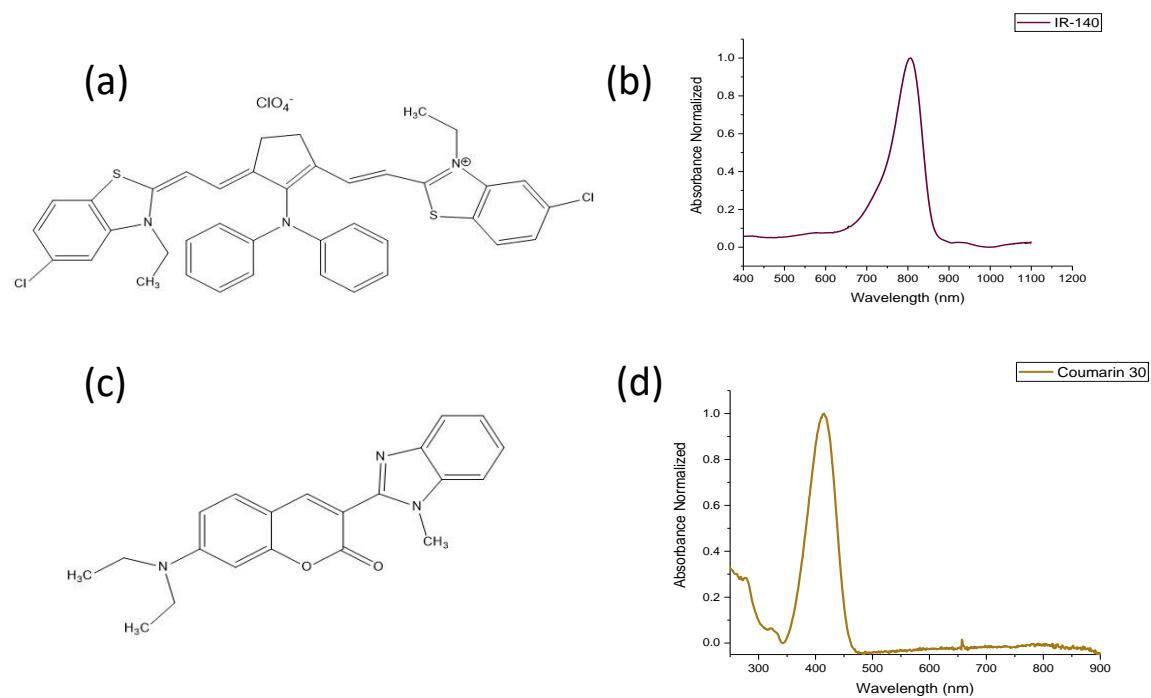 (a)
ClO4-
H3C
N⊕
S
Cl
S
N
N
Cl
CH3
(b)
IR-140
Absorbance Normalized
1.0
0.8
0.6
0.4
0.2
0.0
400 500 600 700 800 900 1000 1100 1200
Wavelength (nm)
(c)
N
N
CH3
H3C
N
O
O
H3C
(d)
Coumarin 30
Absorbance Normalized
1.0
0.8
0.6
0.4
0.2
0.0
300 400 500 600 700 800 900
Wavelength (nm)